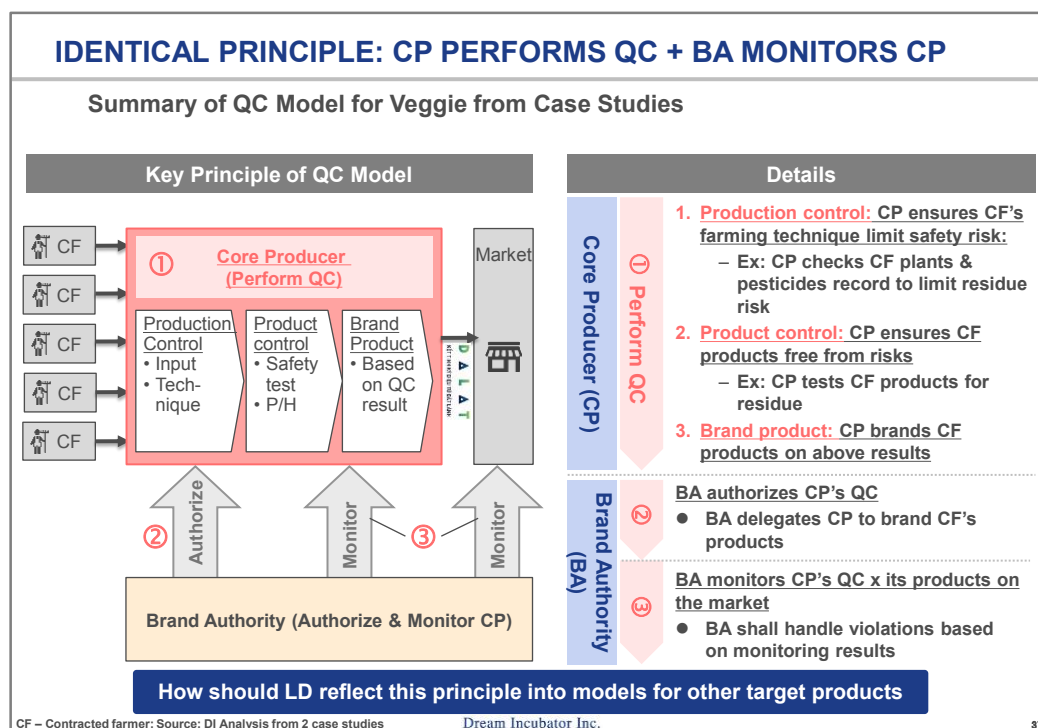 IDENTICAL PRINCIPLE: CP PERFORMS QC + BA MONITORS CP
Summary of QC Model for Veggie from Case Studies
Key Principle of QC Model
CF
CF
CF
CF
CF
①
Core Producer
(Perform QC)
Production
Control
• Input
• Tech-
nique
Product
control
• Safety
test
• P/H
Brand
Product
• Based
on QC
result
DALAT
Market
②
Authorize
Monitor
③
Monitor
Brand Authority (Authorize & Monitor CP)
Details
Core Producer (CP)
① Perform QC
1. Production control: CP ensures CF's
farming technique limit safety risk:
– Ex: CP checks CF plants &
pesticides record to limit residue
risk
2. Product control: CP ensures CF
products free from risks
– Ex: CP tests CF products for
residue
3. Brand product: CP brands CF
products on above results
Brand Authority
(BA)
②
BA authorizes CP's QC
● BA delegates CP to brand CF's
products
③
BA monitors CP's QC x its products on
the market
● BA shall handle violations based
on monitoring results
How should LD reflect this principle into models for other target products
CF – Contracted farmer; Source: DI Analysis from 2 case studies
Dream Incubator Inc.